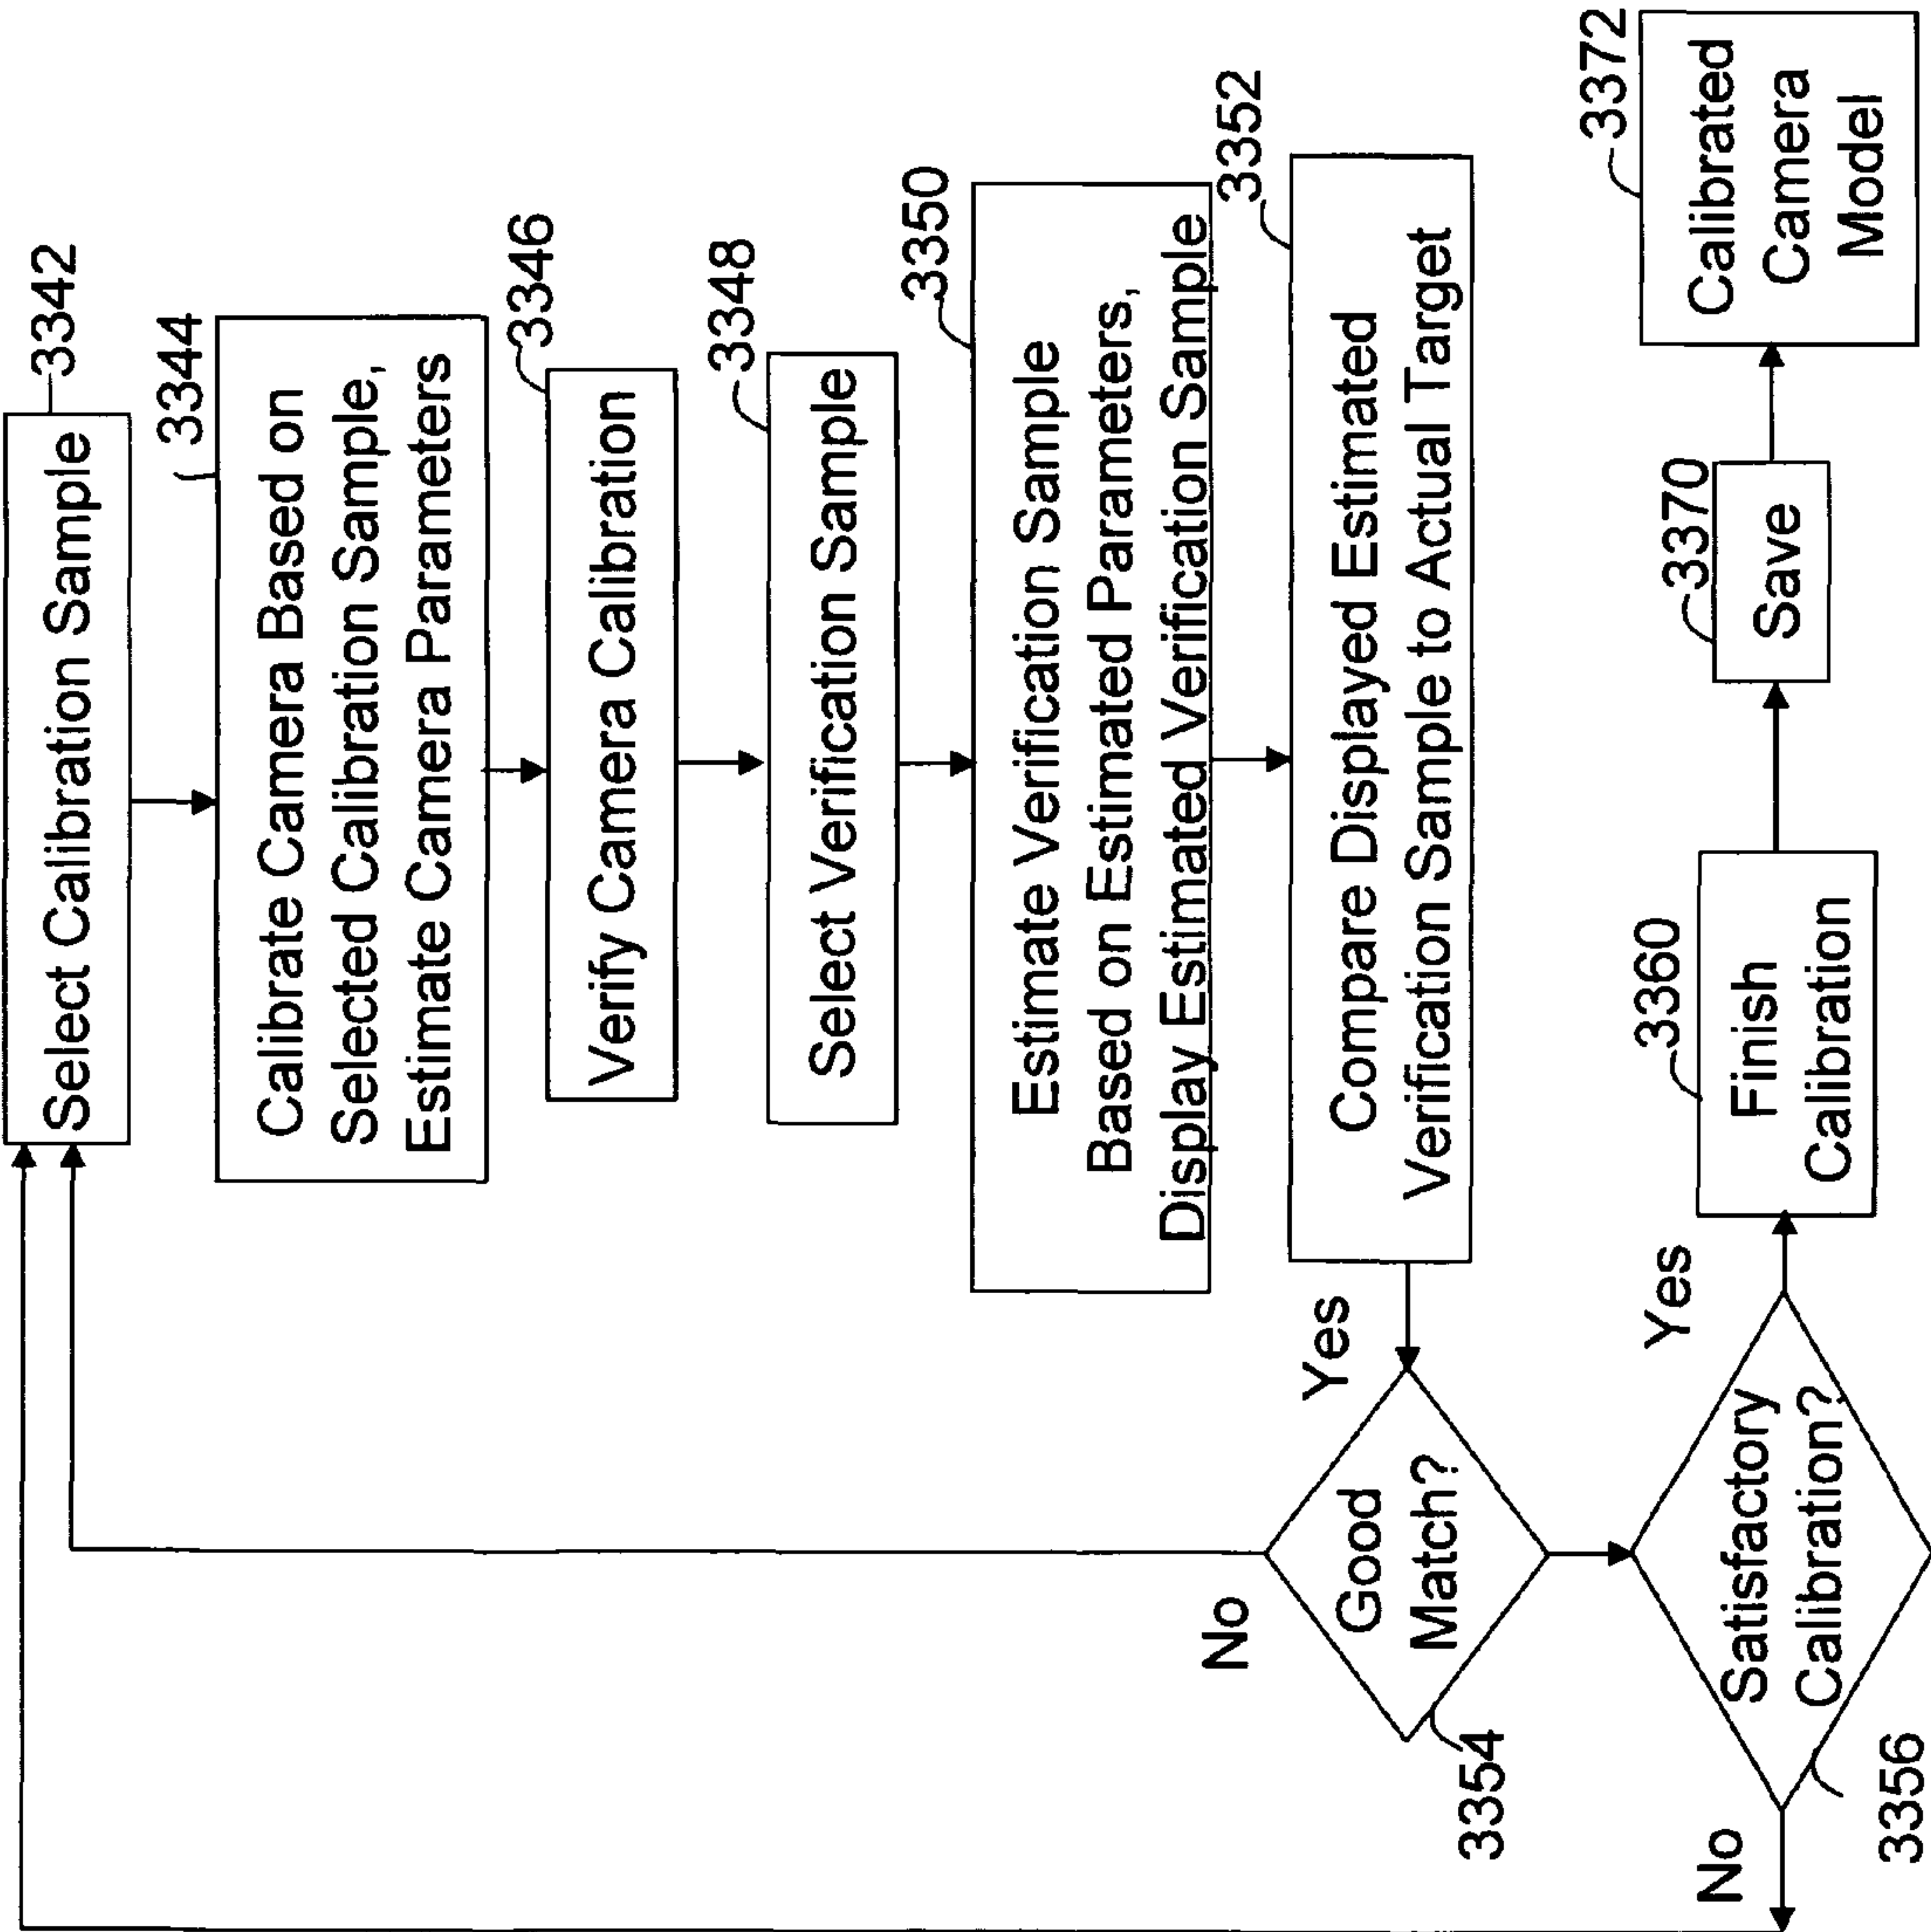 Select Calibration Sample
3342
3344
Calibrate Camera Based on
Selected Calibration Sample,
Estimate Camera Parameters
3346
Verify Camera Calibration
3348
Select Verification Sample
3350
Estimate Verification Sample
Based on Estimated Parameters,
Display Estimated Verification Sample
3352
Compare Displayed Estimated
Verification Sample to Actual Target
Yes
No
Good
Match?
3354
Satisfactory
Calibration?
3356
No
Yes
3360
Finish
Calibration
3370
Save
3372
Calibrated
Camera
Model